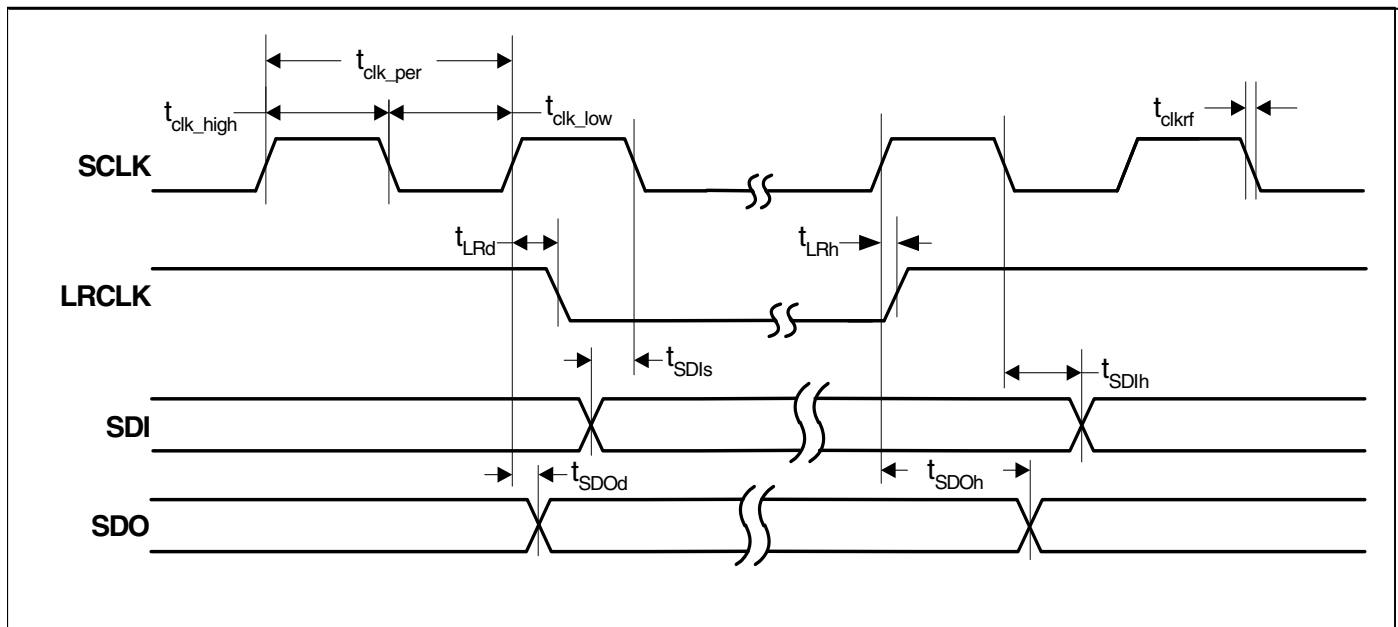 t_clk_per
t_clk_high
t_clk_low
t_clkrf
SCLK
t_LRd
t_LRh
LRCLK
t_SDIs
t_SDIh
SDI
t_SDOd
t_SDOh
SDO